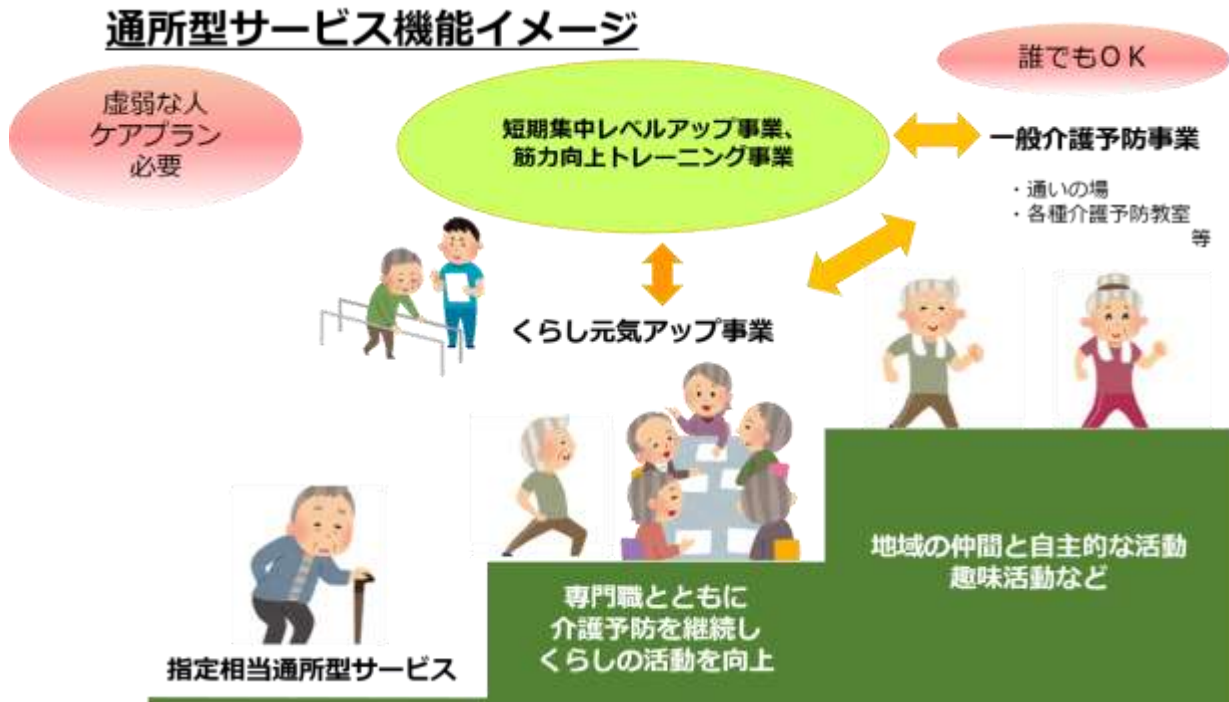 通所型サービス機能イメージ
虚弱な人
ケアプラン
必要
短期集中レベルアップ事業、
筋力向上トレーニング事業
誰でもOK
一般介護予防事業
・通いの場
・各種介護予防教室
等
くらし元気アップ事業
指定相当通所型サービス
専門職とともに
介護予防を継続し
くらしの活動を向上
地域の仲間と自主的な活動
趣味活動など